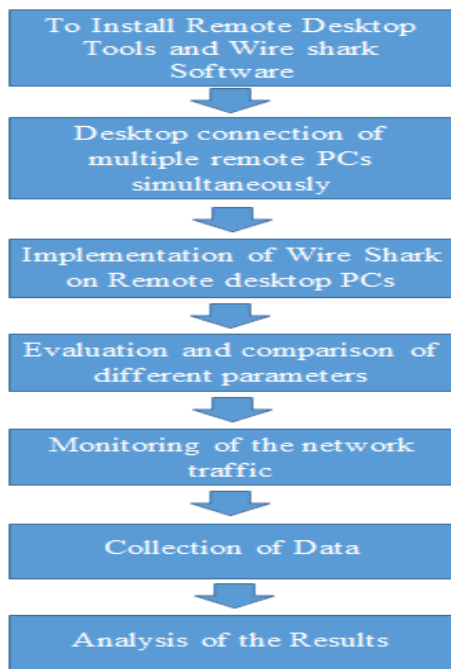 To Install Remote Desktop
Tools and Wire shark
Software
Desktop connection of
multiple remote PCs
simultaneously
Implementation of Wire Shark
on Remote desktop PCs
Evaluation and comparison of
different parameters
Monitoring of the network
traffic
Collection of Data
Analysis of the Results